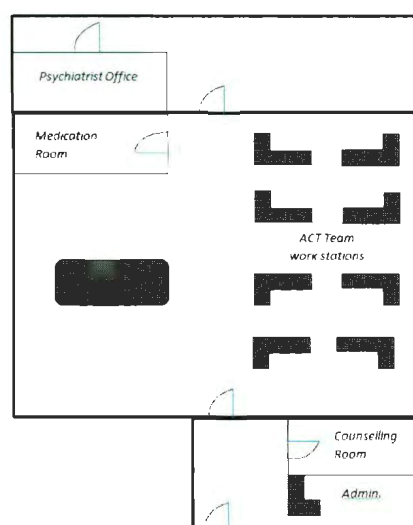 Psychiatrist Office
Medication
Room
ACT Team
work stations
Counselling
Room
Admin.